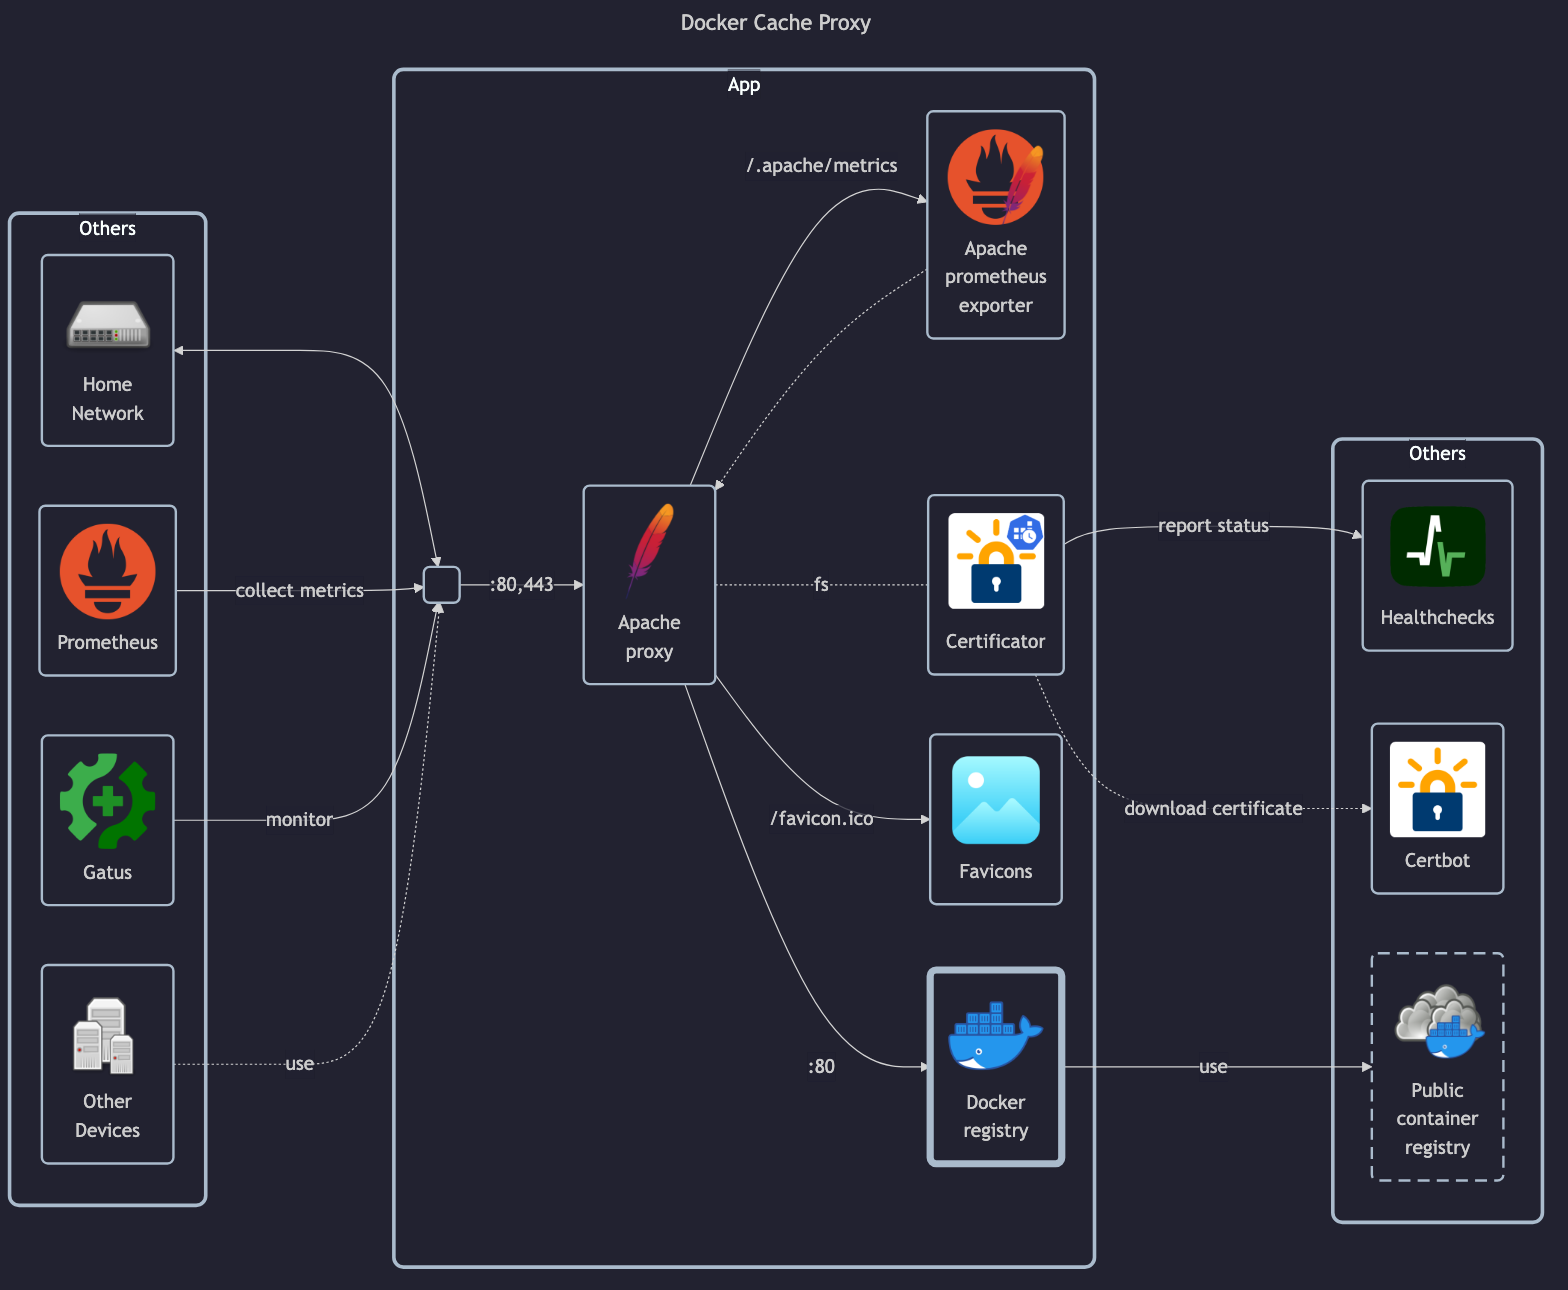 Docker Cache Proxy
App
/.apache/metrics
Apache
prometheus
exporter
Others
Home
Network
collect metrics
Prometheus
monitor
Gatus
use
Other
Devices
:80,443
Apache
proxy
fs
Certificator
/favicon.ico
Favicons
:80
Docker
registry
Others
report status
Healthchecks
download certificate
Certbot
use
Public
container
registry